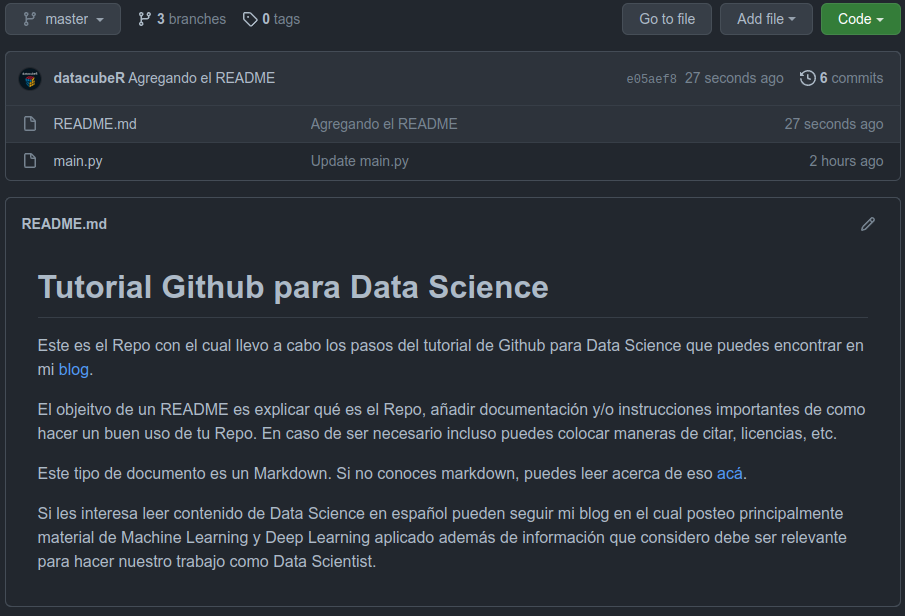 master 3 branches 0 tags Go to file Add file Code
datacubeR Agregando el README e05aef8 27 seconds ago 6 commits
README.md Agregando el README 27 seconds ago
main.py Update main.py 2 hours ago
README.md
Tutorial Github para Data Science
Este es el Repo con el cual llevo a cabo los pasos del tutorial de Github para Data Science que puedes encontrar en
mi blog.
El objeitvo de un README es explicar qué es el Repo, añadir documentación y/o instrucciones importantes de como
hacer un buen uso de tu Repo. En caso de ser necesario incluso puedes colocar maneras de citar, licencias, etc.
Este tipo de documento es un Markdown. Si no conoces markdown, puedes leer acerca de eso acá.
Si les interesa leer contenido de Data Science en español pueden seguir mi blog en el cual posteo principalmente
material de Machine Learning y Deep Learning aplicado además de información que considero debe ser relevante
para hacer nuestro trabajo como Data Scientist.